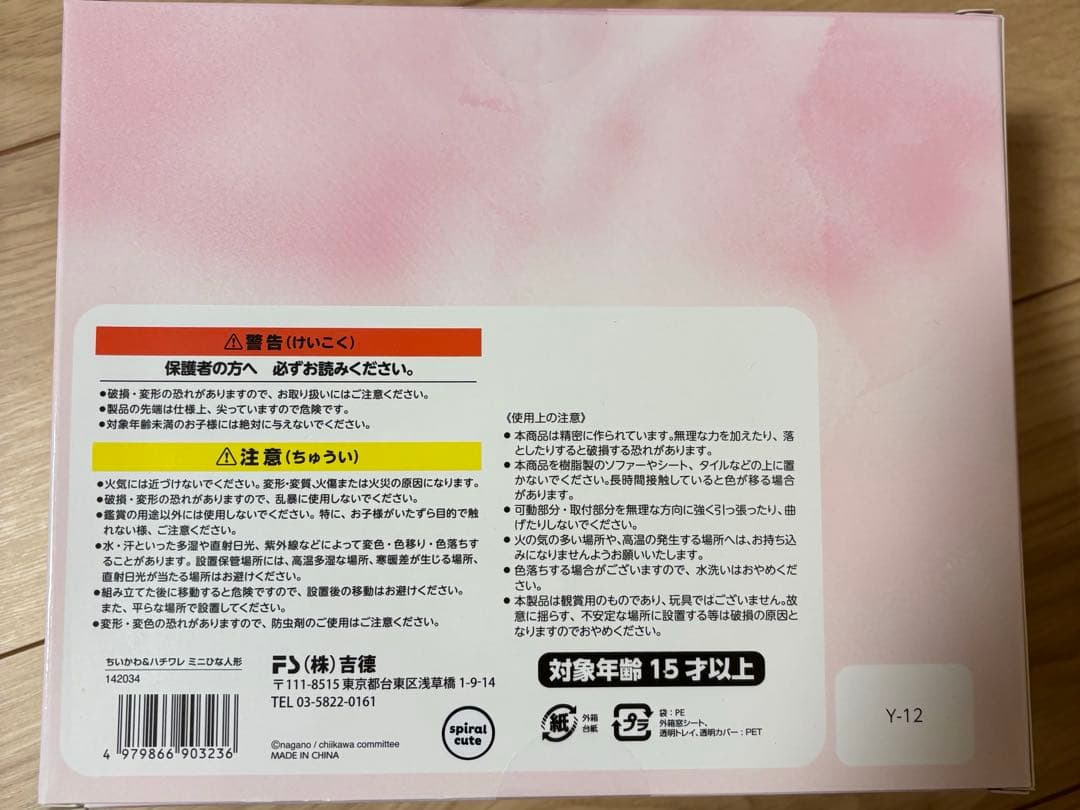 ⚠警告(けいこく)
保護者の方へ 必ずお読みください。
●破損・変形の恐れがありますので、お取り扱いにはご注意ください。
●製品の先端は仕様上、尖っていますので危険です。
●対象年齢未満のお子様には絶対に与えないでください。
⚠注意(ちゅうい)
●火気には近づけないでください。変形・変質、火傷または火災の原因になります。
●破損・変形の恐れがありますので、乱暴に使用しないでください。
●鑑賞の用途以外には使用しないでください。特に、お子様がいたずら目的で触
れない様、ご注意ください。
●水・汗といった多湿や直射日光、紫外線などによって変色・色移り・色落ちす
ることがあります。設置保管場所には、高温多湿な場所、寒暖差が生じる場所、
直射日光が当たる場所はお避けください。
●組み立てた後に移動すると危険ですので、設置後の移動はお避けください。
また、平らな場所で設置してください。
●変形・変色の恐れがありますので、防虫剤のご使用はご注意ください。
ちいかわ&ハチワレ ミニひな人形
142034
4 979866 903236
FS(株)吉徳
〒111-8515 東京都台東区浅草橋 1-9-14
TEL 03-5822-0161
©nagano / chiikawa committee
MADE IN CHINA
spiral
cute
《使用上の注意》
● 本商品は精密に作られています。無理な力を加えたり、落
としたりすると破損する恐れがあります。
● 本商品を樹脂製のソファーやシート、タイルなどの上に置
かないでください。長時間接触していると色が移る場合
があります。
● 可動部分・取付部分を無理な方向に強く引っ張ったり、曲
げたりしないでください。
● 火の気の多い場所や、高温の発生する場所へは、お持ち込
みになりませんようお願いいたします。
● 色落ちする場合がございますので、水洗いはおやめくだ
さい。
● 本製品は観賞用のものであり、玩具ではございません。故
意に揺らす、不安定な場所に設置する等は破損の原因と
なりますのでおやめください。
対象年齢 15 才以上
紙
外箱
台紙
プラ
袋：PE
外箱窓シート、
透明トレイ、透明カバー：PET
Y-12